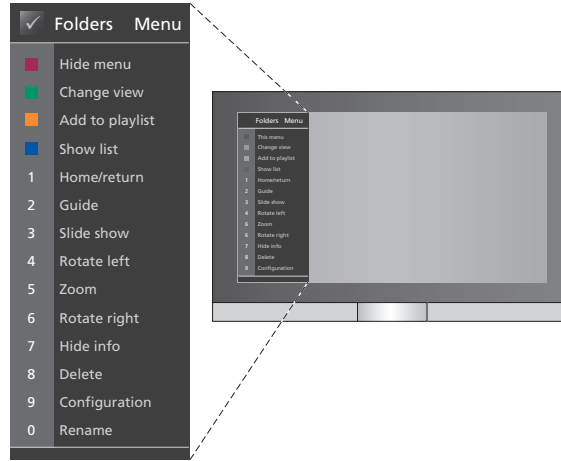 Folders Menu
Hide menu
Change view
Add to playlist
Show list
1 Home/return
2 Guide
3 Slide show
4 Rotate left
5 Zoom
6 Rotate right
7 Hide info
8 Delete
9 Configuration
0 Rename
Folders Menu
This menu
Change view
Add to playlist
Show list
1 Home/return
2 Guide
3 Slide show
4 Rotate left
6 Zoom
6 Rotate right
7 Hide info
8 Delete
9 Configuration